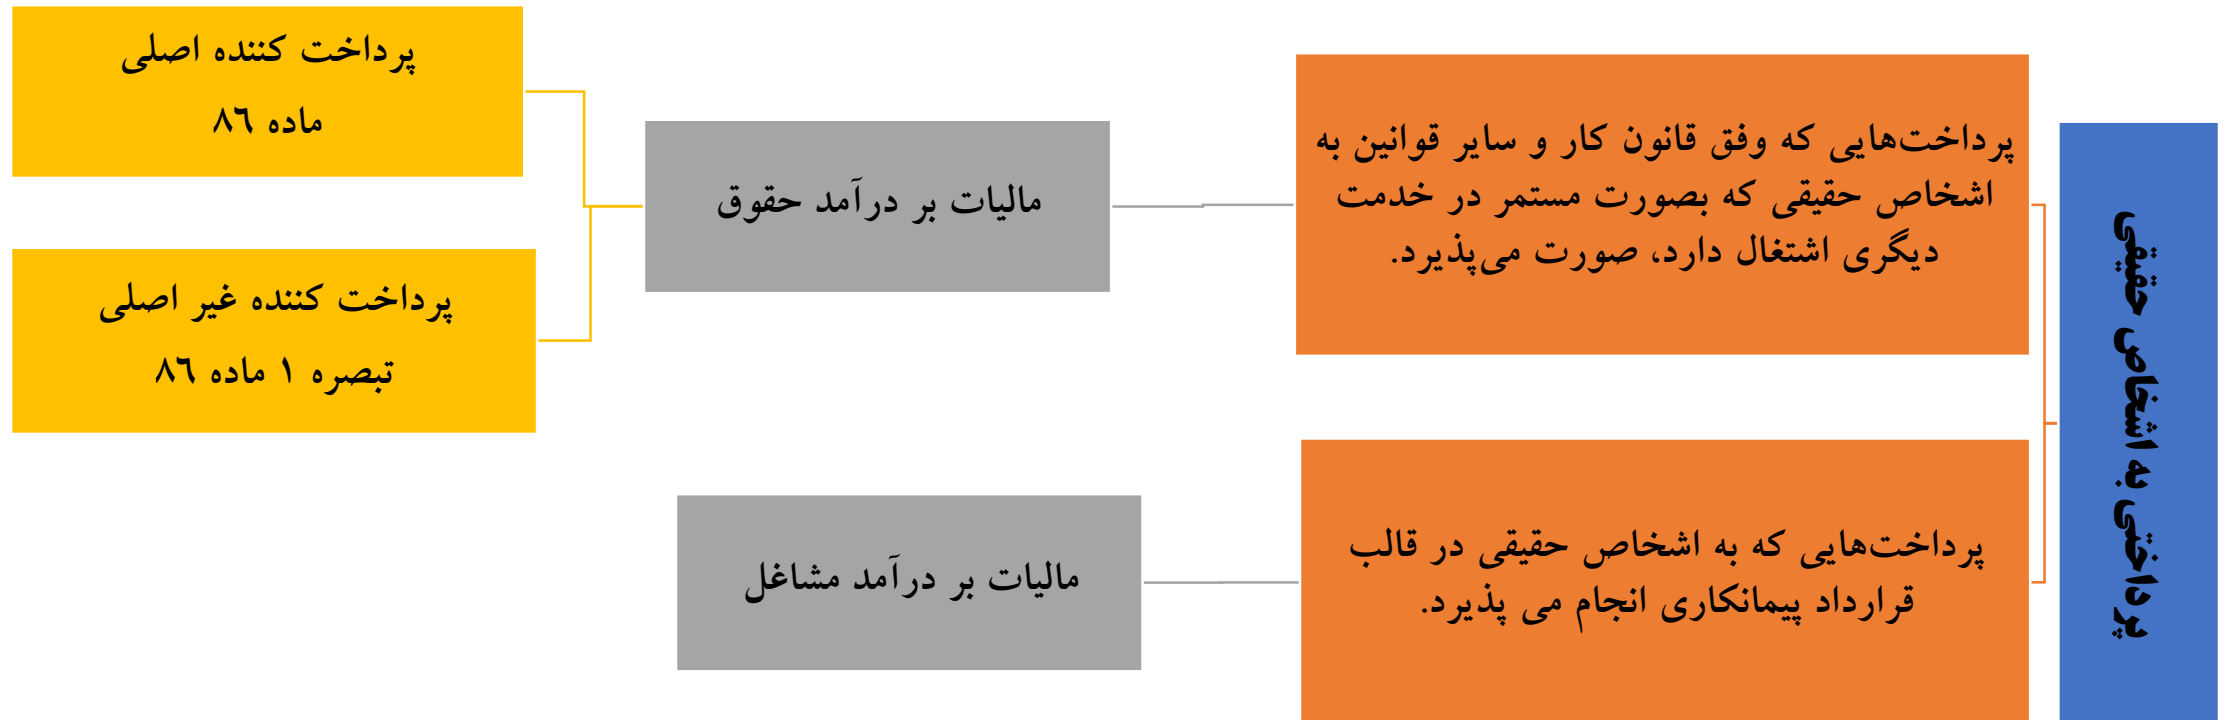 پرداختی به اشخاص حقیقی
پرداخت‌هایی که وفق قانون کار و سایر قوانین به
اشخاص حقیقی که بصورت مستمر در خدمت
دیگری اشتغال دارد، صورت می‌پذیرد.
مالیات بر درآمد حقوق
پرداخت کننده اصلی
ماده ۸۶
پرداخت کننده غیر اصلی
تبصره ۱ ماده ۸۶
پرداخت‌هایی که به اشخاص حقیقی در قالب
قرارداد پیمانکاری انجام می پذیرد.
مالیات بر درآمد مشاغل